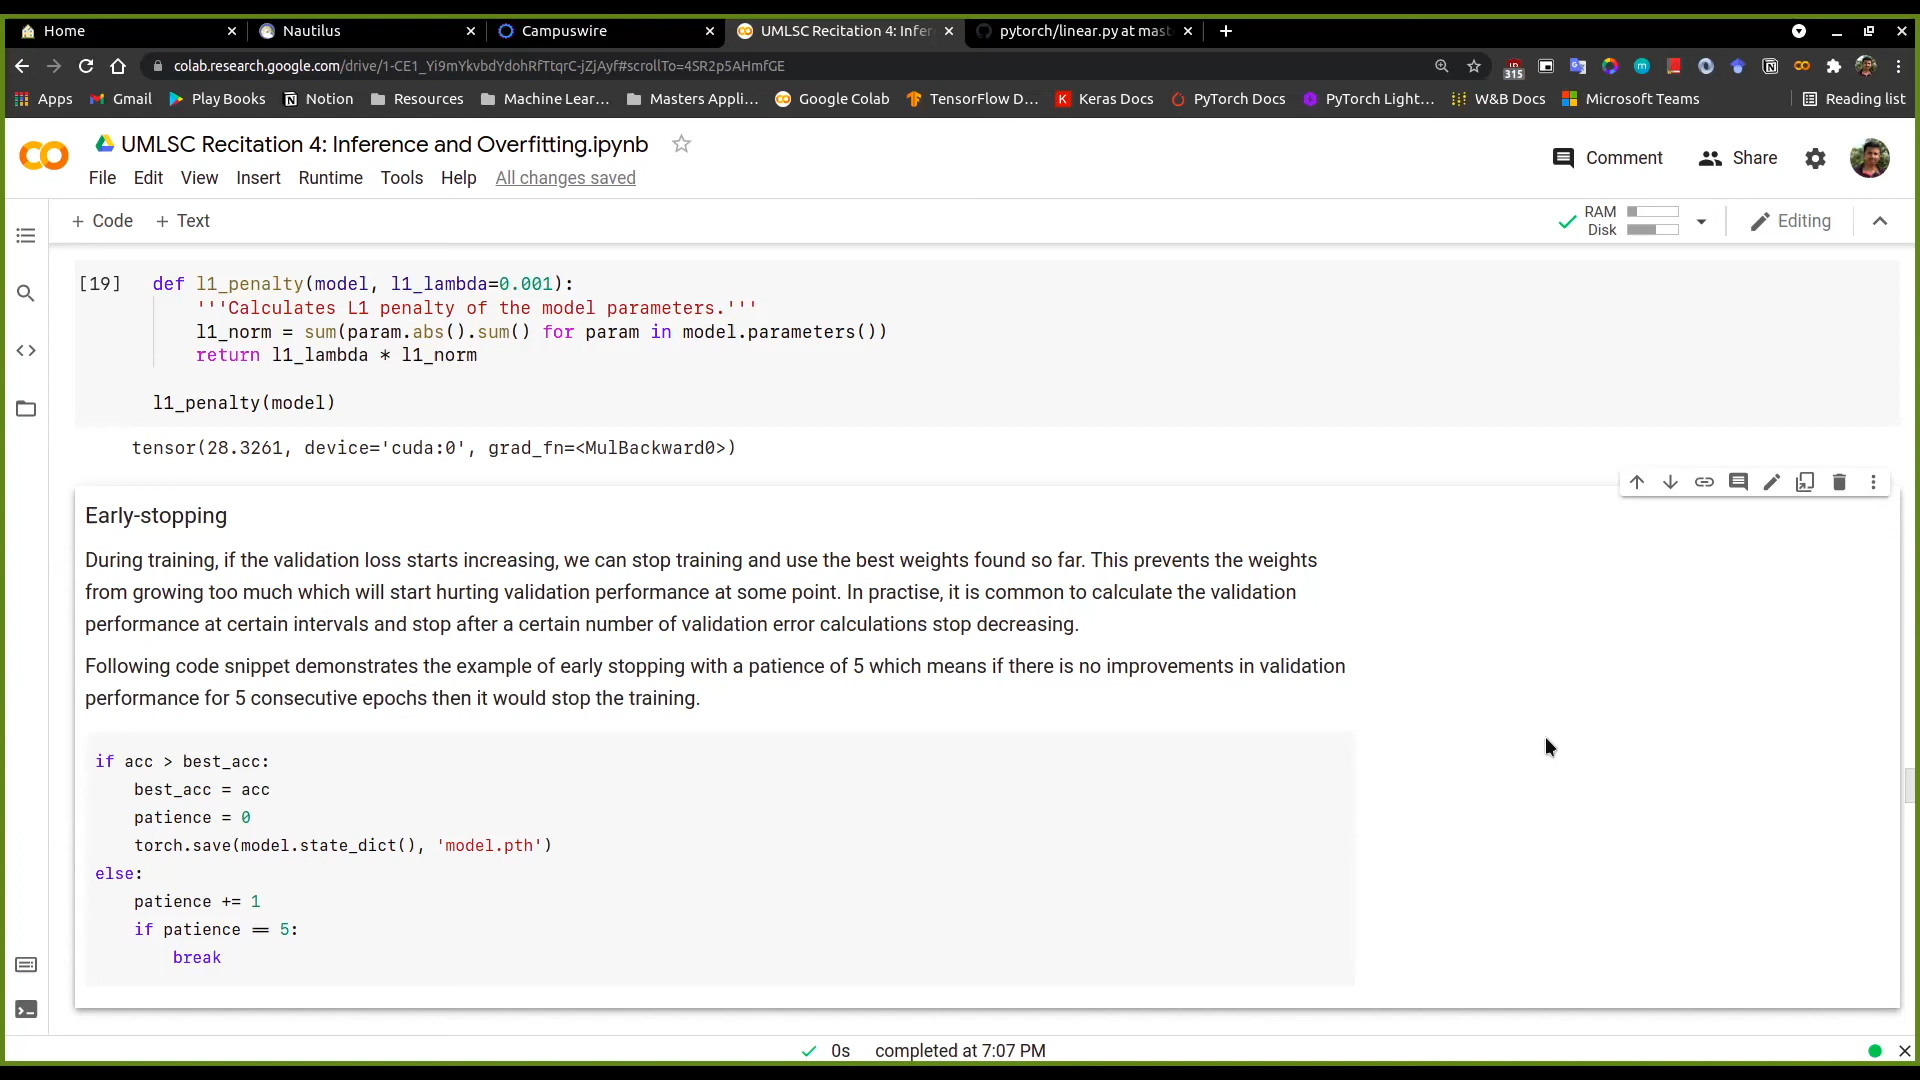 Home
Nautilus
Campuswire
UMLSC Recitation 4: Infer
pytorch/linear.py at mast
colab.research.google.com/drive/1-CE1_Yi9mYkvbdYdohRfTtqrC-jZjAyf#scrollTo=4SR2p5AHmfGE
315
Apps
Gmail
Play Books
Notion
Resources
Machine Lear...
Masters Appli...
Google Colab
TensorFlow D...
Keras Docs
PyTorch Docs
PyTorch Light...
W&B Docs
Microsoft Teams
Reading list
UMLSC Recitation 4: Inference and Overfitting.ipynb
Comment
Share
File Edit View Insert Runtime Tools Help All changes saved
+ Code + Text
RAM
Disk
Editing
[19] def l1_penalty(model, l1_lambda=0.001):
'''Calculates L1 penalty of the model parameters.'''
l1_norm = sum(param.abs().sum() for param in model.parameters())
return l1_lambda * l1_norm
l1_penalty(model)
tensor(28.3261, device='cuda:0', grad_fn=<MulBackward0>)
Early-stopping
During training, if the validation loss starts increasing, we can stop training and use the best weights found so far. This prevents the weights
from growing too much which will start hurting validation performance at some point. In practise, it is common to calculate the validation
performance at certain intervals and stop after a certain number of validation error calculations stop decreasing.
Following code snippet demonstrates the example of early stopping with a patience of 5 which means if there is no improvements in validation
performance for 5 consecutive epochs then it would stop the training.
if acc > best_acc:
best_acc = acc
patience = 0
torch.save(model.state_dict(), 'model.pth')
else:
patience += 1
if patience == 5:
break
0s completed at 7:07 PM